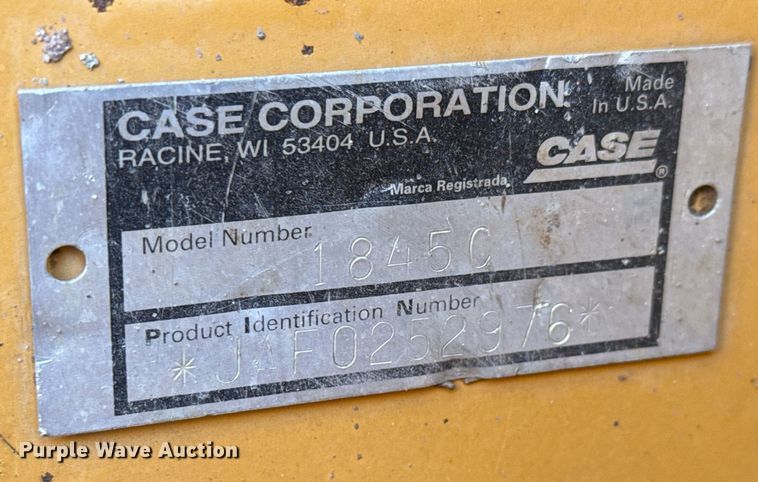 CASE CORPORATION
RACINE, WI 53404 U.S.A.
Made
In U.S.A.
CASE
®
Marca Registrada
Model Number
1845C
Product Identification Number
*JAF0252976*
Purple Wave Auction